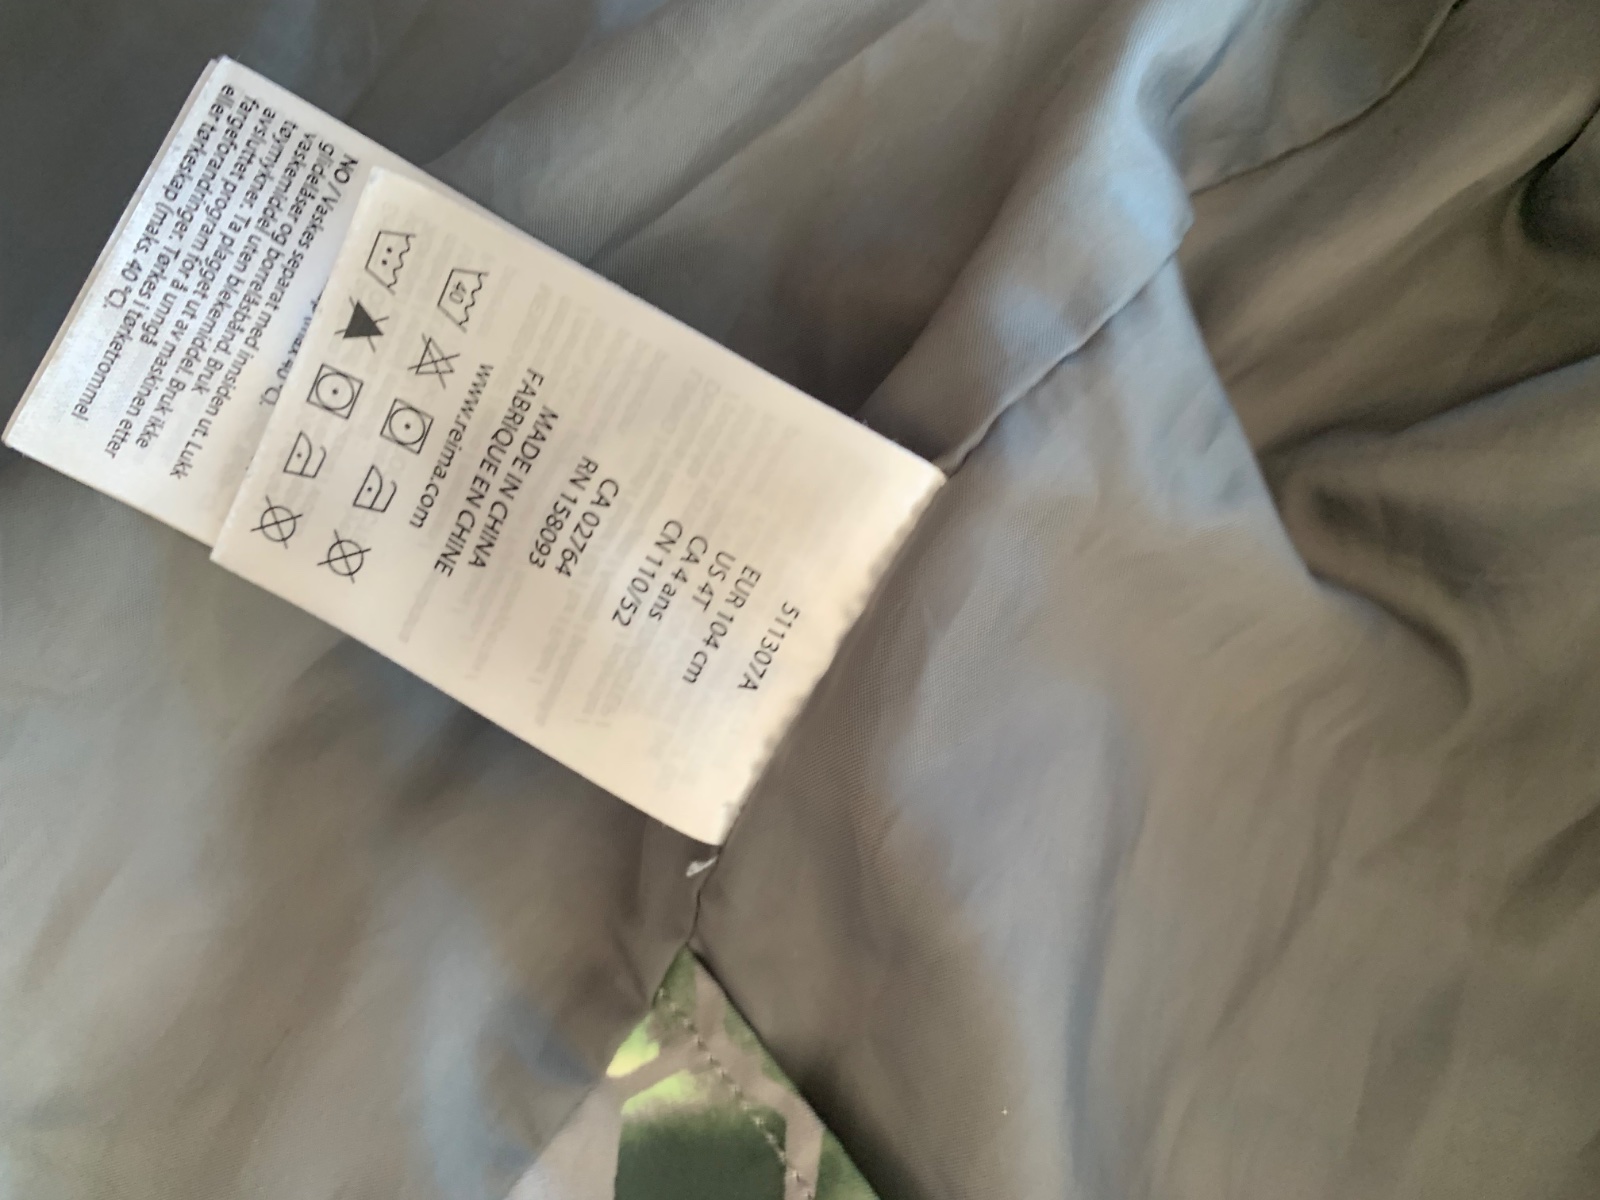 511307A
EUR 104 cm
US 4T
CA 4 ans
CN 110/52
CA 02764
RN 158093
MADE IN CHINA
FABRIQUE EN CHINE
www.reima.com
40
40 °C).
NO / Vaskes separat med innsiden ut. Lukk
glidelåser og borrelåsbånd. Bruk
vaskemiddel uten blekemiddel. Bruk ikke
tøymykner. Ta plagget ut av maskinen etter
avsluttet program for å unngå
fargeforandringer. Tørkes i tørketrommel
eller tørkeskap (maks. 40 °C).